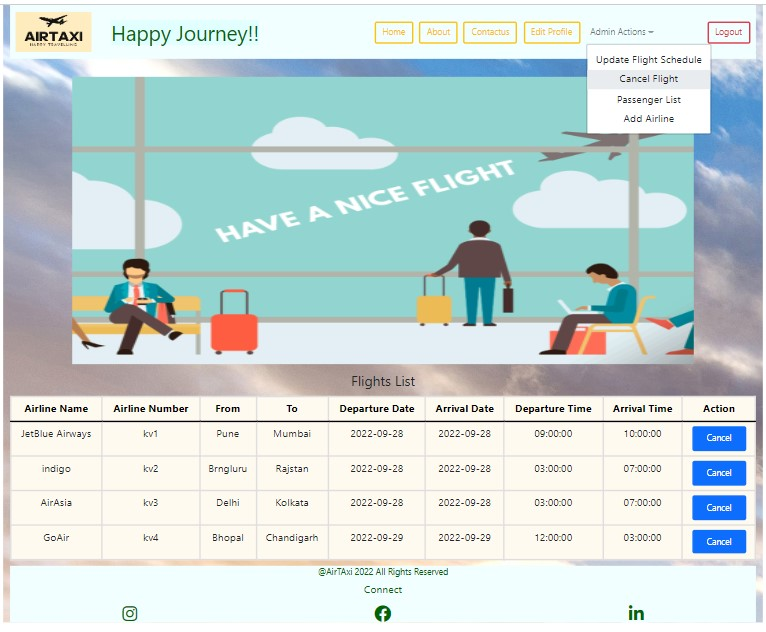 AIRTAXI
HAPPY TRAVELLING
Happy Journey!!
Home About Contactus Edit Profile Admin Actions Logout
Update Flight Schedule
Cancel Flight
Passenger List
Add Airline
HAVE A NICE FLIGHT
Flights List
Airline Name Airline Number From To Departure Date Arrival Date Departure Time Arrival Time Action
JetBlue Airways kv1 Pune Mumbai 2022-09-28 2022-09-28 09:00:00 10:00:00 Cancel
indigo kv2 Brngluru Rajstan 2022-09-28 2022-09-28 03:00:00 07:00:00 Cancel
AirAsia kv3 Delhi Kolkata 2022-09-28 2022-09-28 03:00:00 07:00:00 Cancel
GoAir kv4 Bhopal Chandigarh 2022-09-29 2022-09-29 12:00:00 03:00:00 Cancel
@AirTAxi 2022 All Rights Reserved
Connect